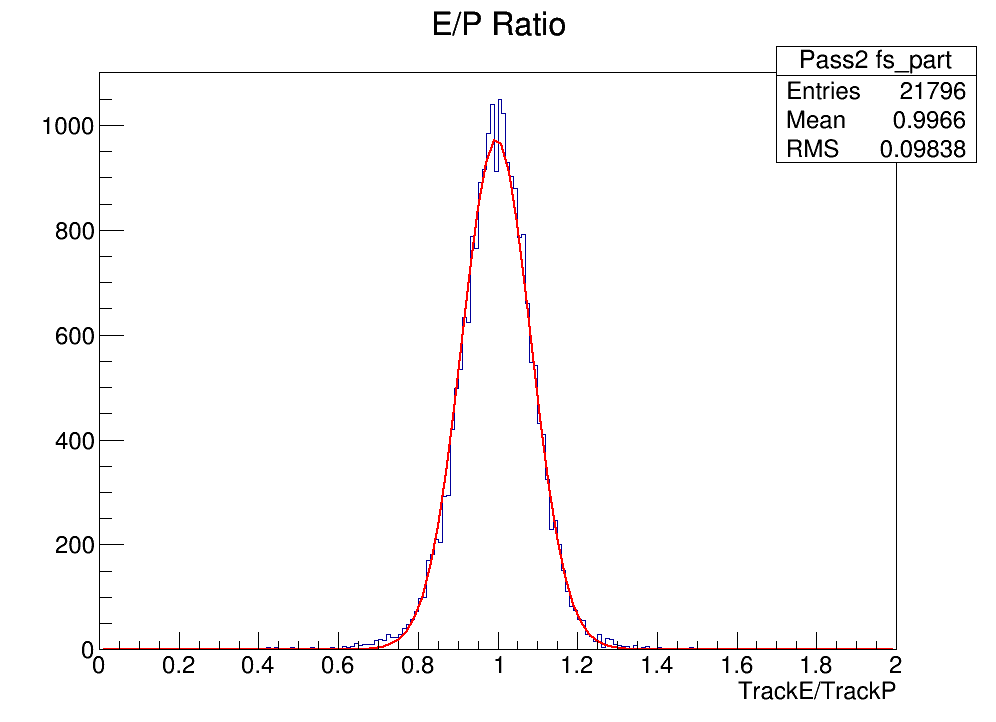 E/P Ratio
Pass2 fs_part
Entries 21796
Mean 0.9966
RMS 0.09838
1000
800
600
400
200
0
0 0.2 0.4 0.6 0.8 1 1.2 1.4 1.6 1.8 2
TrackE/TrackP